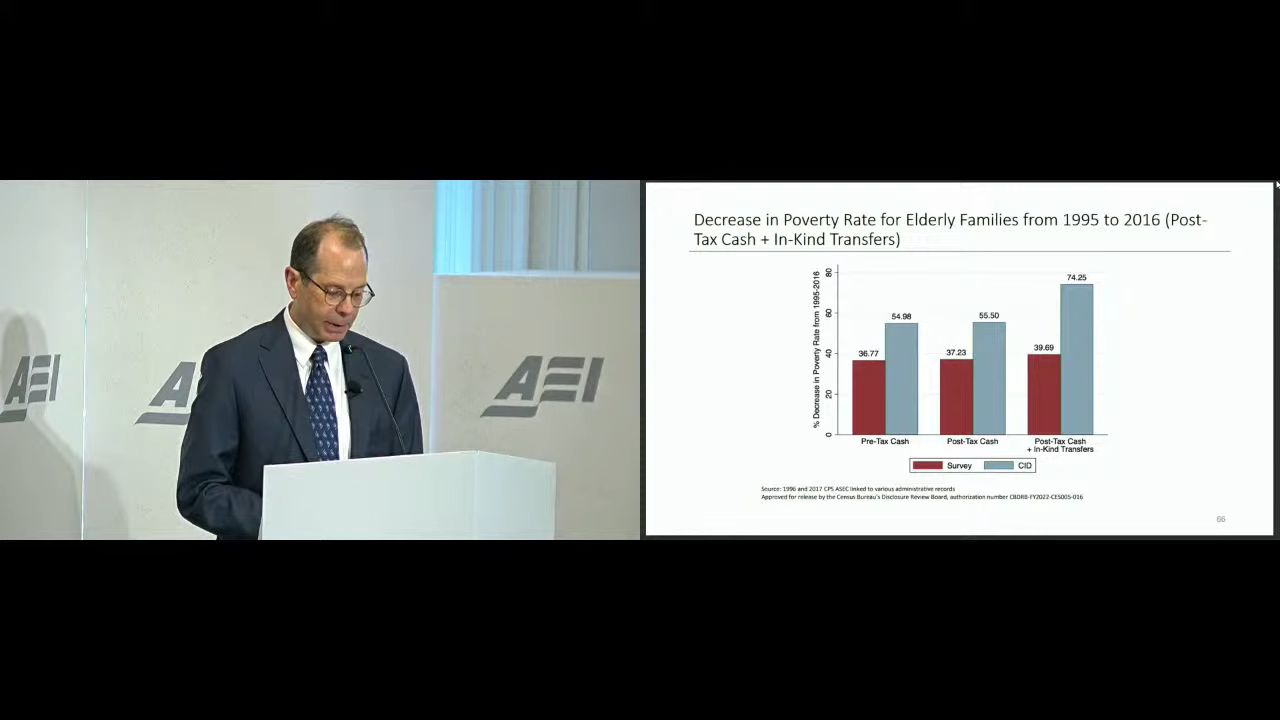 AEI
A
AEI
Decrease in Poverty Rate for Elderly Families from 1995 to 2016 (Post-
Tax Cash + In-Kind Transfers)
% Decrease in Poverty Rate from 1995-2016
80
60
40
20
0
36.77
54.98
37.23
55.50
39.69
74.25
Pre-Tax Cash
Post-Tax Cash
Post-Tax Cash
+ In-Kind Transfers
Survey
CID
Source: 1996 and 2017 CPS ASEC linked to various administrative records
Approved for release by the Census Bureau's Disclosure Review Board, authorization number CBDRB-FY2022-CES005-016
66